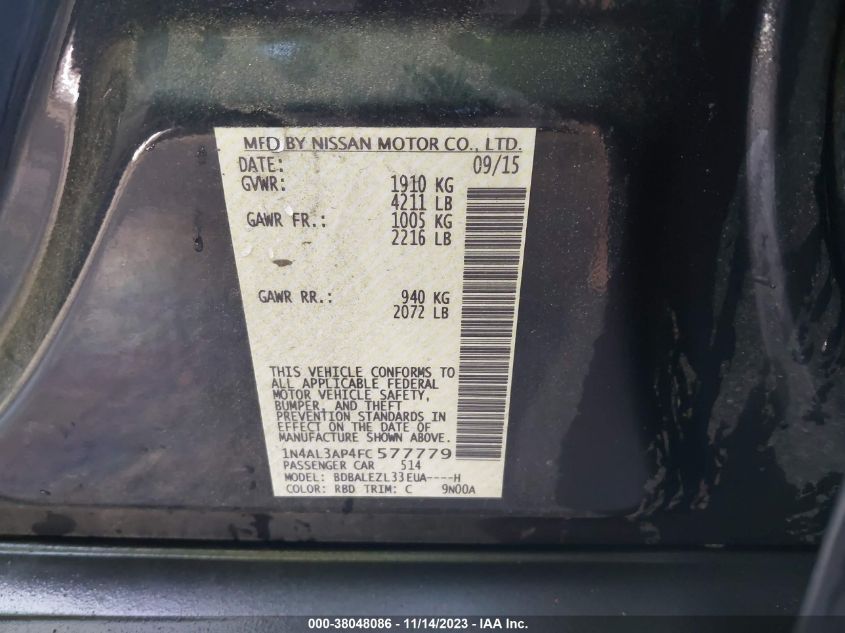 MFD BY NISSAN MOTOR CO., LTD.
DATE: 09/15
GVWR: 1910 KG
4211 LB
GAWR FR.: 1005 KG
2216 LB
GAWR RR.: 940 KG
2072 LB
THIS VEHICLE CONFORMS TO
ALL APPLICABLE FEDERAL
MOTOR VEHICLE SAFETY,
BUMPER, AND THEFT
PREVENTION STANDARDS IN
EFFECT ON THE DATE OF
MANUFACTURE SHOWN ABOVE.
1N4AL3AP4FC577779
PASSENGER CAR 514
MODEL: BDBALEZL33EUA----H
COLOR: RBD TRIM: C 9N00A
000-38048086 - 11/14/2023 - IAA Inc.